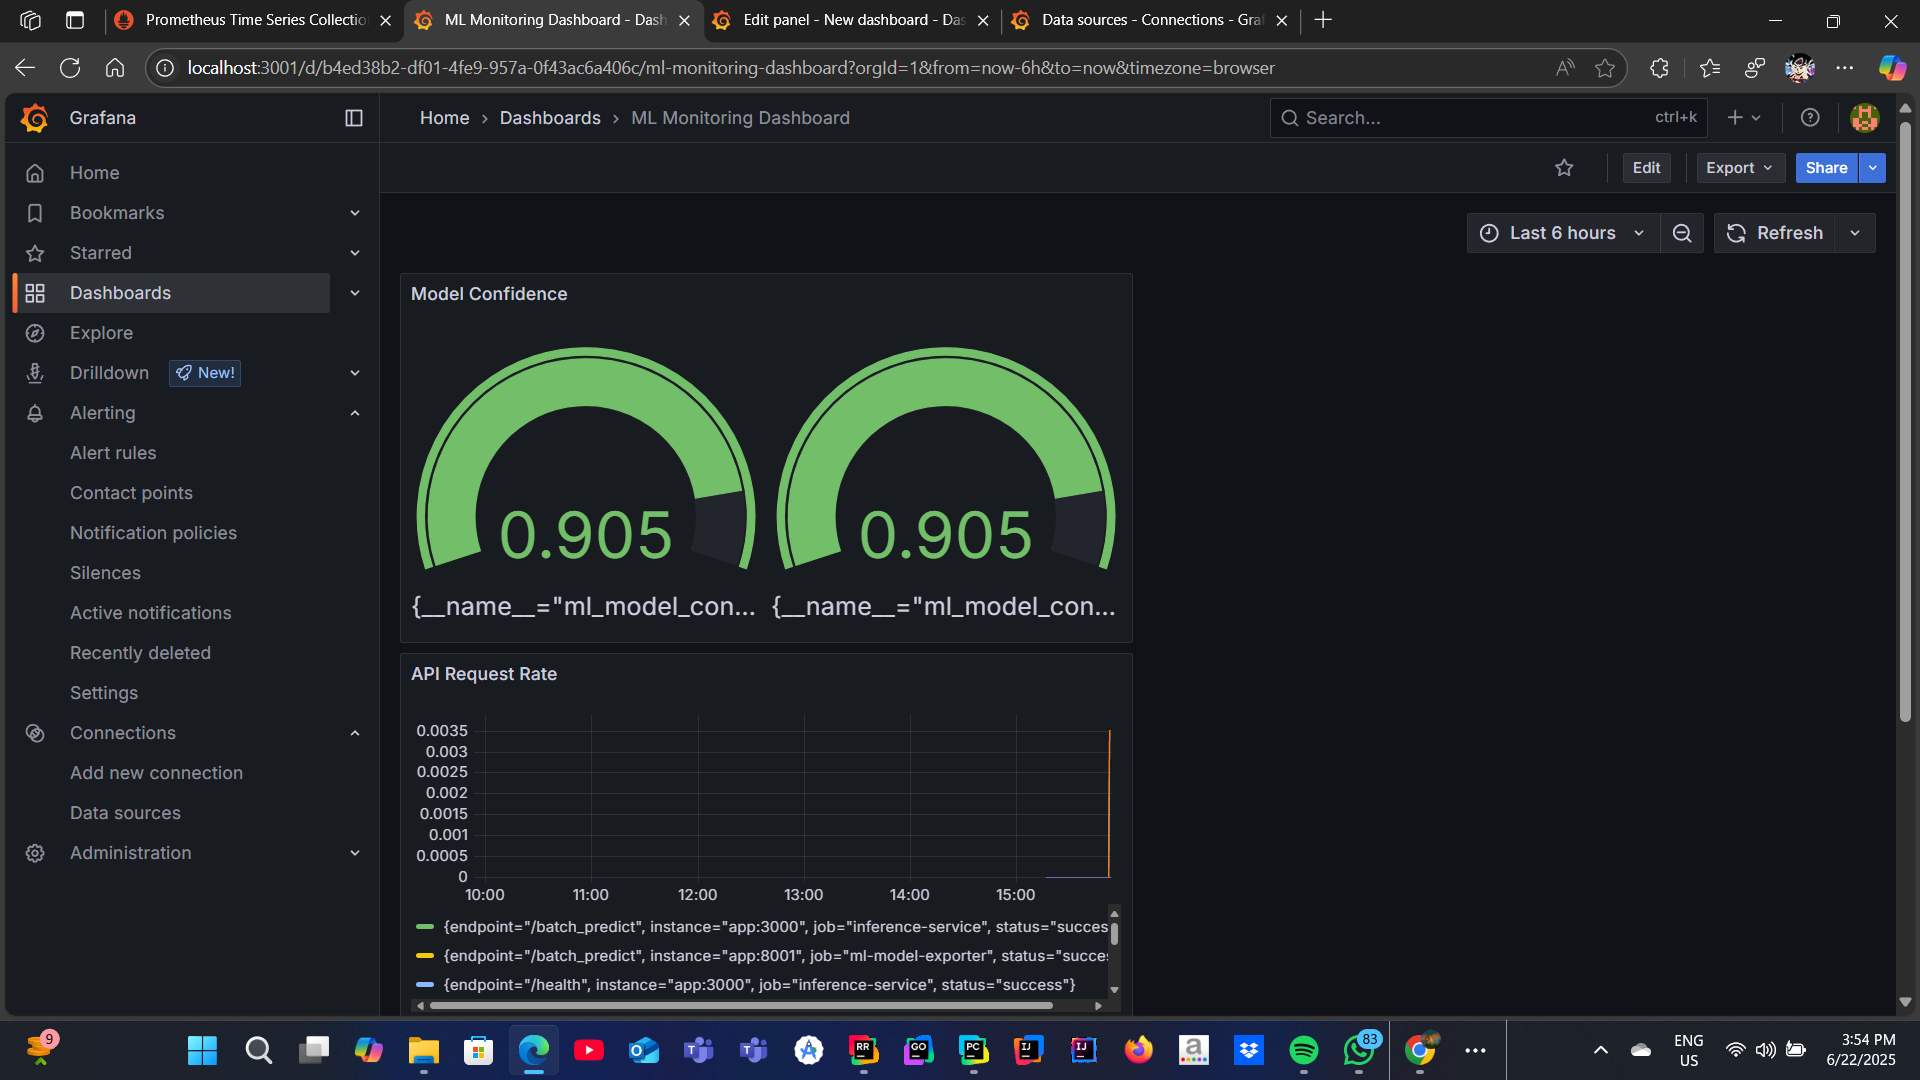 Prometheus Time Series Collectio
ML Monitoring Dashboard - Dash
Edit panel - New dashboard - Das
Data sources - Connections - Graf
localhost:3001/d/b4ed38b2-df01-4fe9-957a-0f43ac6a406c/ml-monitoring-dashboard?orgId=1&from=now-6h&to=now&timezone=browser
Grafana
Home › Dashboards › ML Monitoring Dashboard
Search...
ctrl+k
Edit
Export
Share
Home
Bookmarks
Starred
Dashboards
Explore
Drilldown
New!
Alerting
Alert rules
Contact points
Notification policies
Silences
Active notifications
Recently deleted
Settings
Connections
Add new connection
Data sources
Administration
Last 6 hours
Refresh
Model Confidence
0.905
0.905
{__name__="ml_model_con...
{__name__="ml_model_con...
API Request Rate
0.0035
0.003
0.0025
0.002
0.0015
0.001
0.0005
0
10:00
11:00
12:00
13:00
14:00
15:00
{endpoint="/batch_predict", instance="app:3000", job="inference-service", status="succes
{endpoint="/batch_predict", instance="app:8001", job="ml-model-exporter", status="succe
{endpoint="/health", instance="app:3000", job="inference-service", status="success"}
9
RR
GO
PC
IJ
IJ
a
83
ENG
US
3:54 PM
6/22/2025